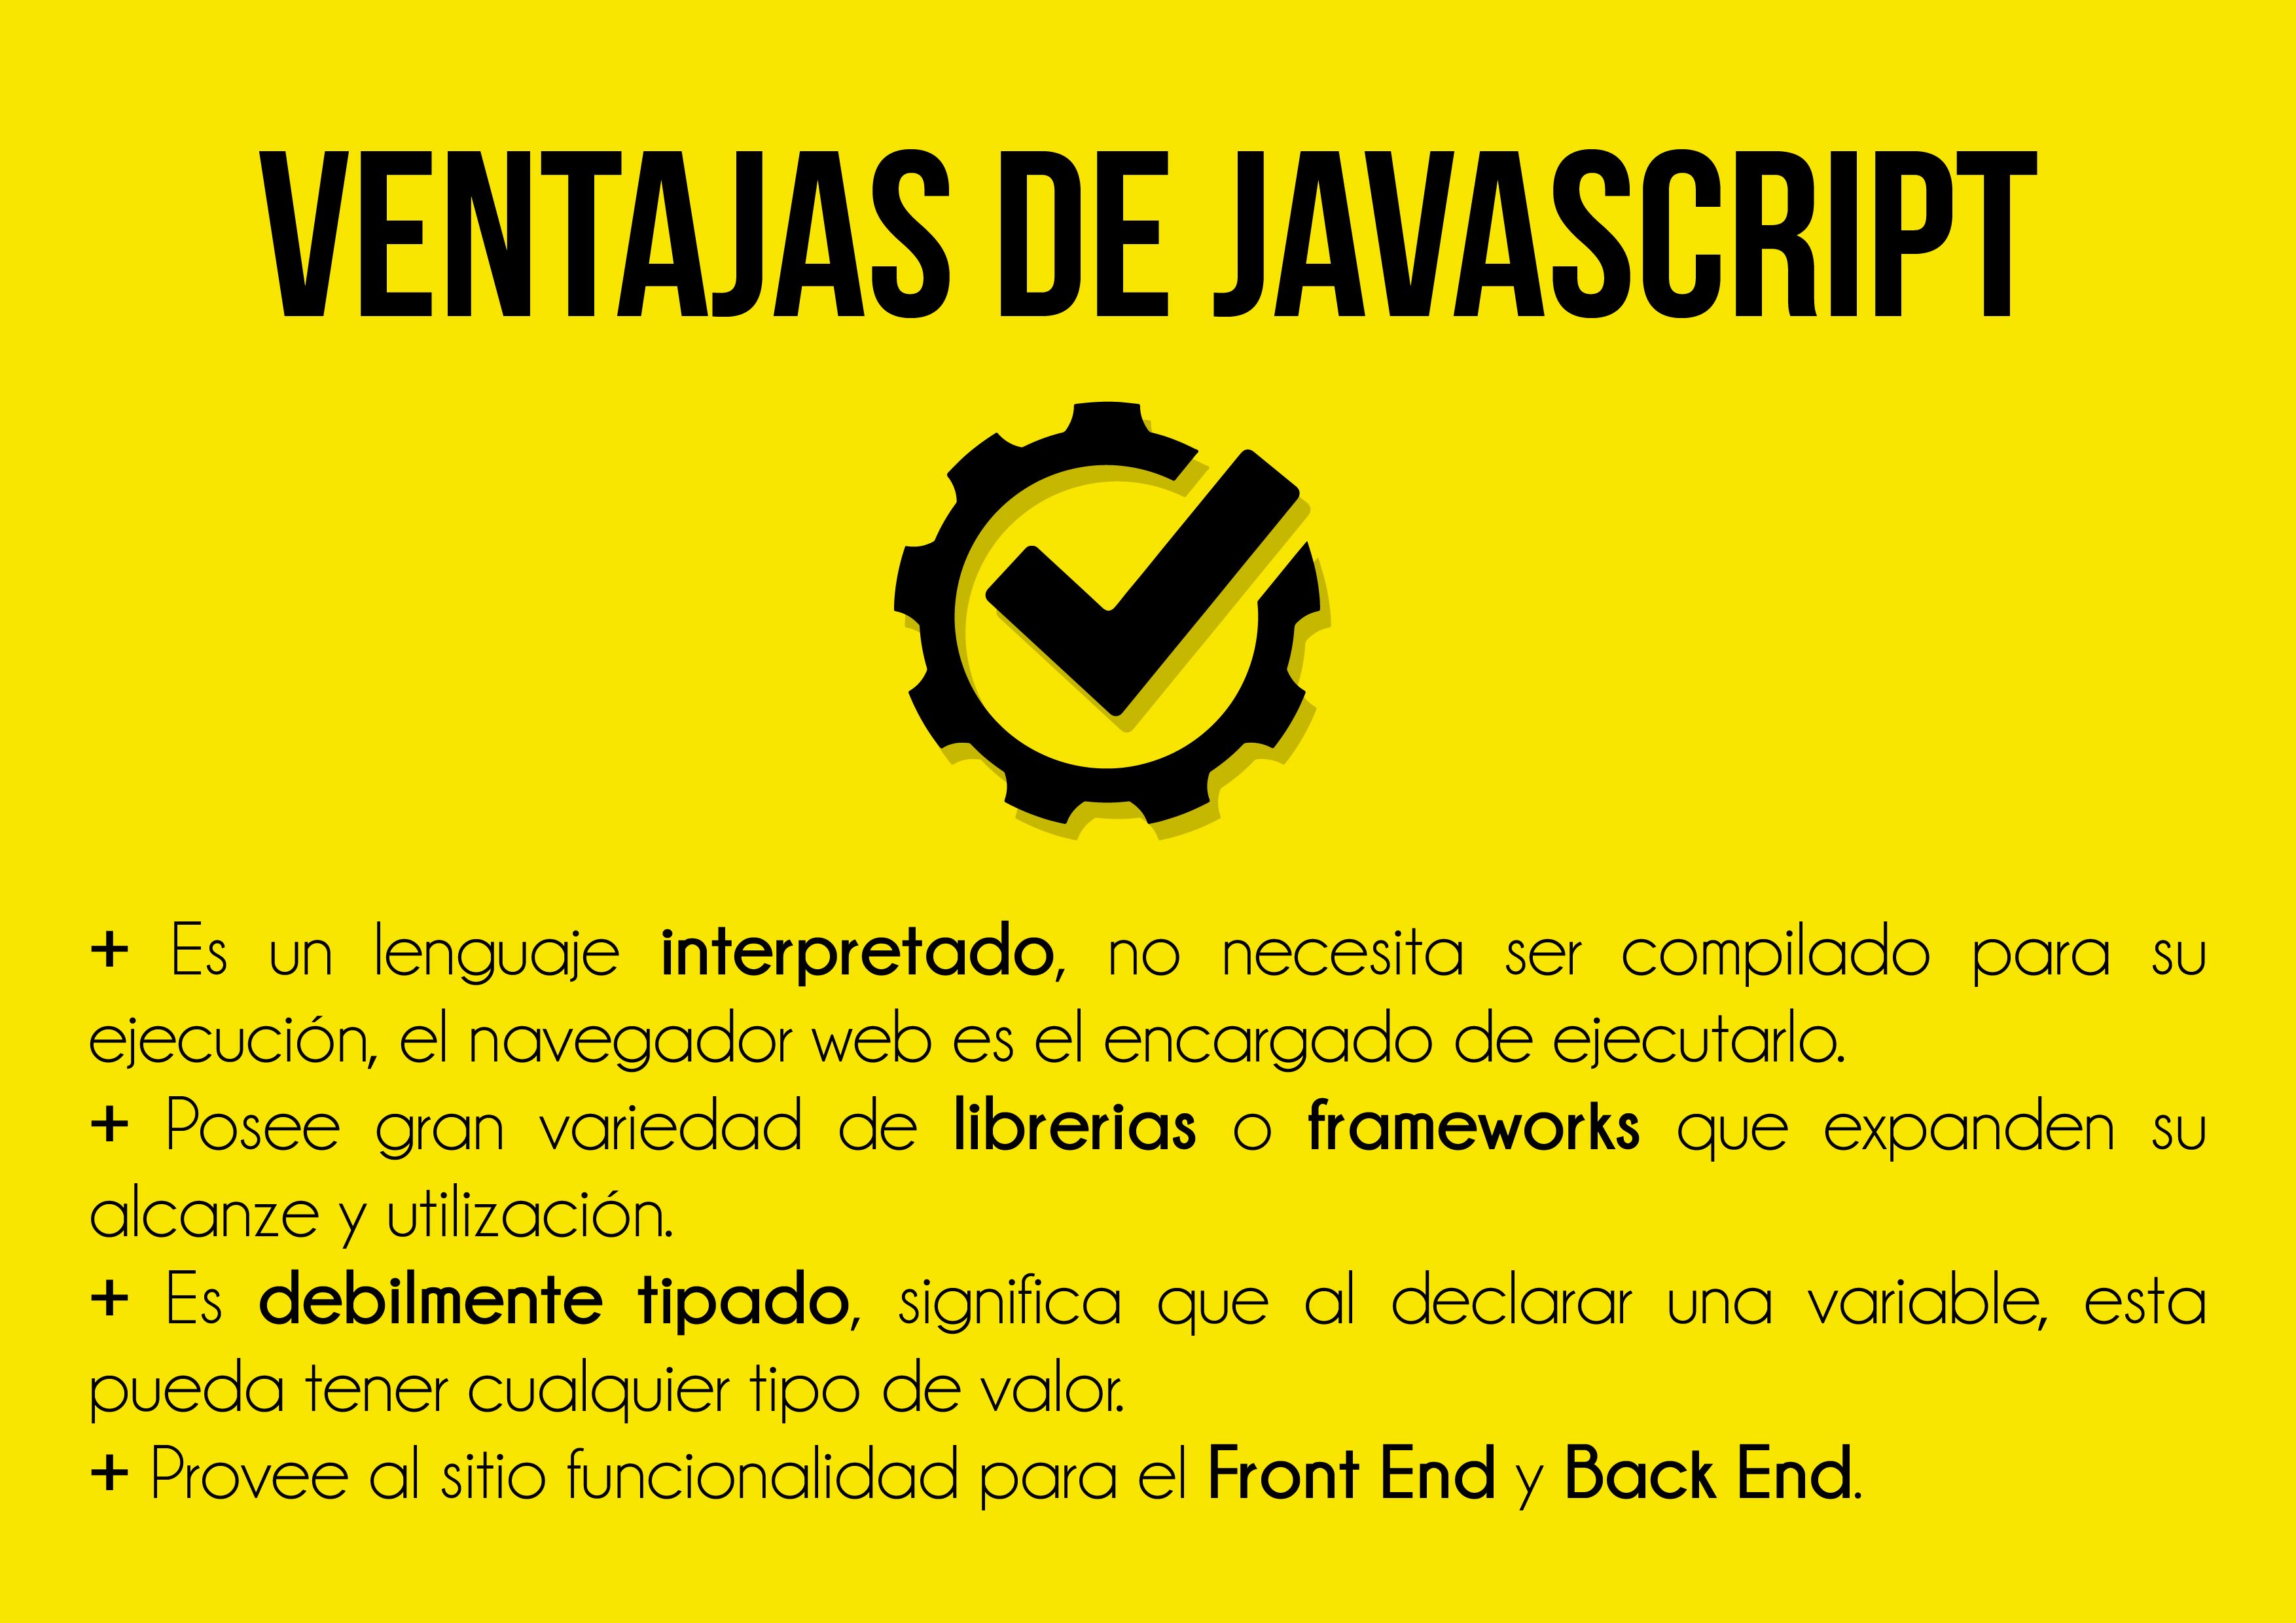 VENTAJAS DE JAVASCRIPT
+ Es un lenguaje interpretado, no necesita ser compilado para su
ejecución, el navegador web es el encargado de ejecutarlo.
+ Posee gran variedad de librerias o frameworks que expanden su
alcanze y utilización.
+ Es debilmente tipado, significa que al declarar una variable, esta
pueda tener cualquier tipo de valor.
+ Provee al sitio funcionalidad para el Front End y Back End.